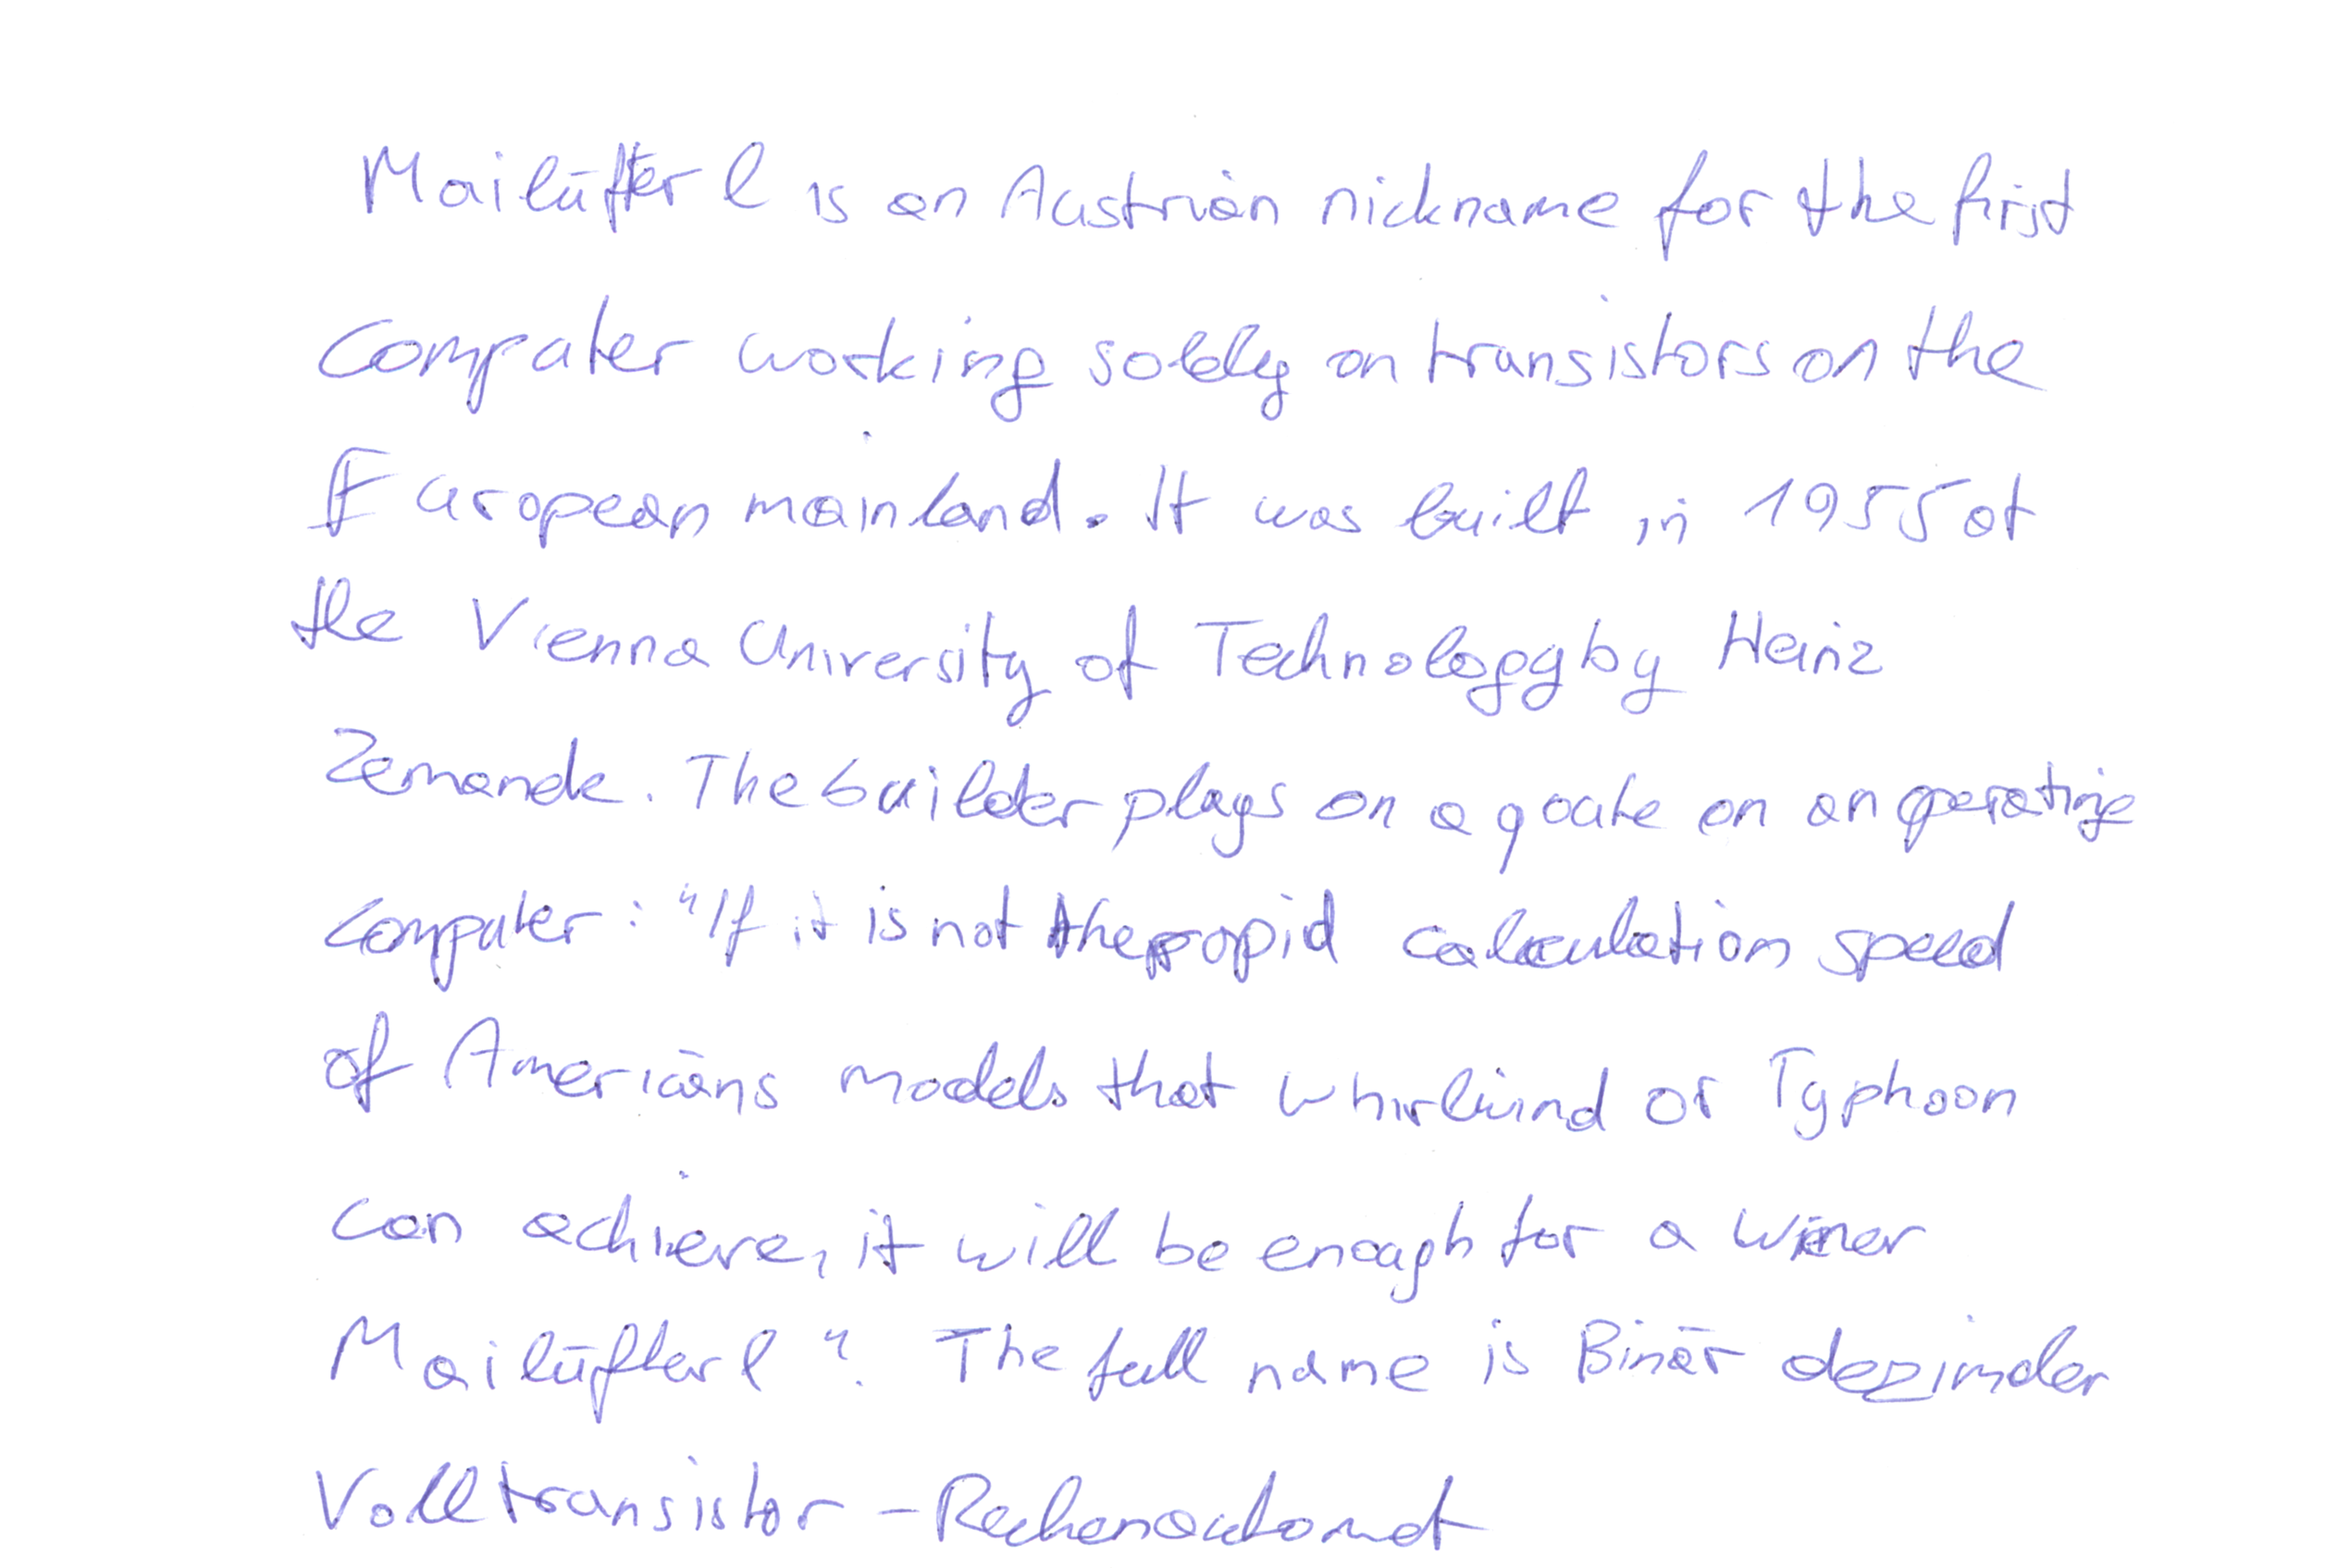 Mailüfterl is an Austrian nickname for the first
Computer working solely on transistors on the
European mainland. It was built in 1955 at
the Vienna University of Technology by Heinz
Zemanek. The builder plays on a quote on an operating
Computer: "If it is not the rapid calculation speed
of Americans models that Whirlwind or Typhoon
can achieve, it will be enough for a Wiener
Mailüfterl". The full name is Binär dezimaler
Volltransistor-Rechenautomat